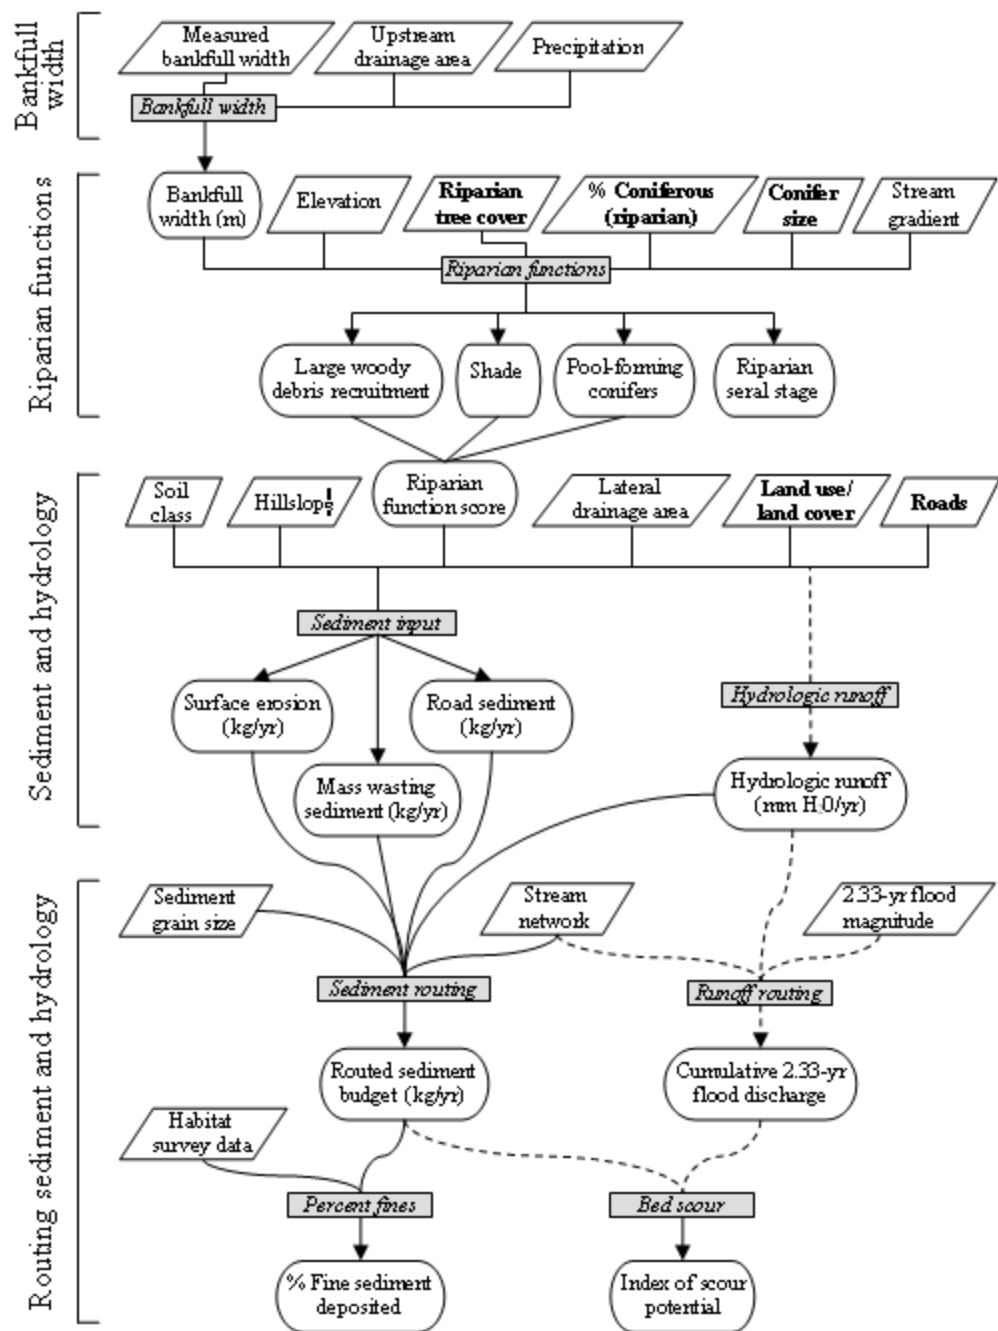 Bankfull
width
Measured
bankfull width
Upstream
drainage area
Precipitation
Bankfull width
Riparian functions
Bankfull
width (m)
Elevation
Riparian
tree cover
% Coniferous
(riparian)
Conifer
size
Stream
gradient
Riparian functions
Large woody
debris recruitment
Shade
Pool-forming
conifers
Riparian
seral stage
Sediment and hydrology
Soil
class
Hillslope
Riparian
function score
Lateral
drainage area
Land use/
land cover
Roads
Sediment input
Surface erosion
(kg/yr)
Road sediment
(kg/yr)
Hydrologic runoff
Mass wasting
sediment (kg/yr)
Hydrologic runoff
(mm H2O/yr)
Routing sediment and hydrology
Sediment
grain size
Stream
network
2.33-yr flood
magnitude
Sediment routing
Runoff routing
Routed sediment
budget (kg/yr)
Cumulative 2.33-yr
flood discharge
Habitat
survey data
Percent fines
Bed scour
% Fine sediment
deposited
Index of scour
potential